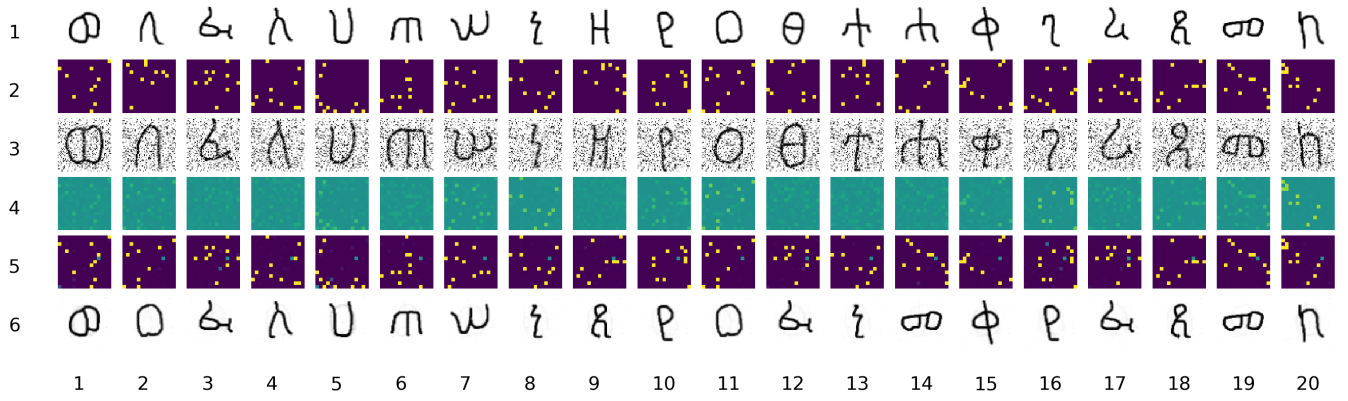 1 ወ ለ ፈ ሰ ሀ ጠ ሠ ነ ዘ የ ዐ ፀ ቀ ረ ደ መ ከ
2
3 ወ ለ ፈ ሰ ሀ ጠ ሠ ነ ዘ የ ዐ ፀ ቀ ረ ደ መ ከ
4
5
6 ወ ዐ ፈ ሰ ሀ ጠ ሠ ነ ደ የ ዐ ፈ ነ መ ቀ የ ፈ ደ መ ከ
1 2 3 4 5 6 7 8 9 10 11 12 13 14 15 16 17 18 19 20